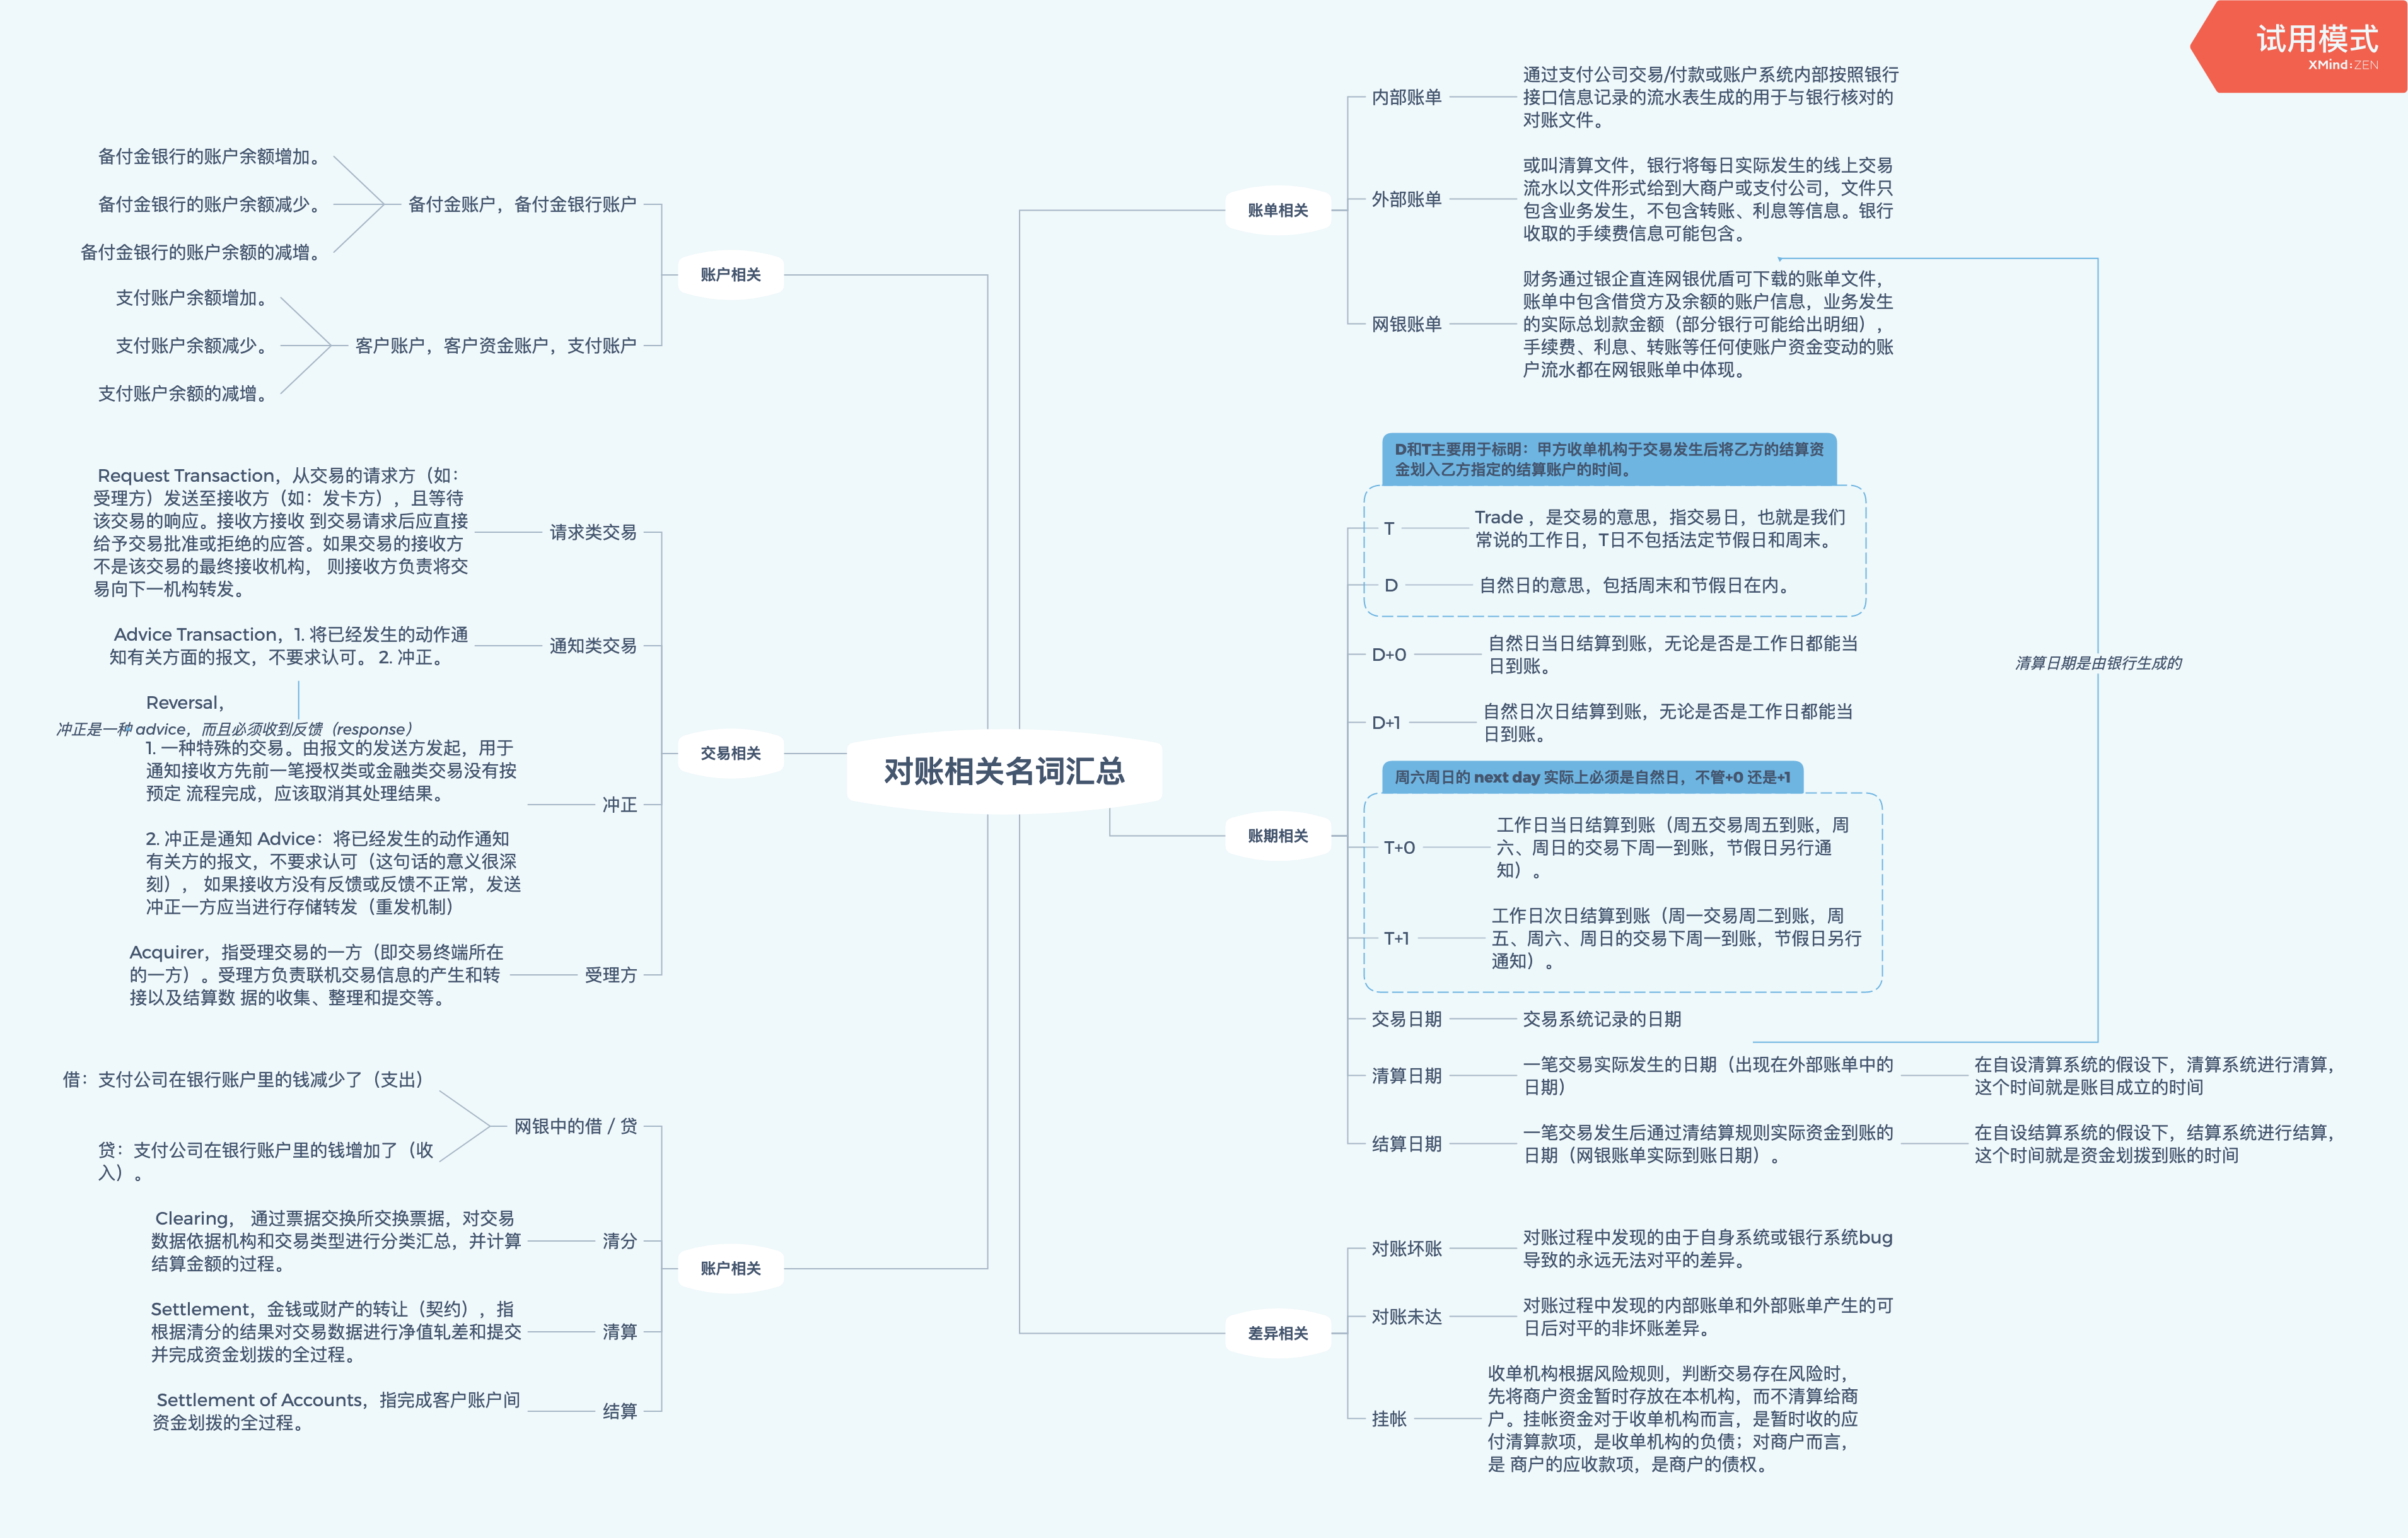 试用模式
XMind:ZEN
对账相关名词汇总
账单相关
内部账单
通过支付公司交易/付款或账户系统内部按照银行
接口信息记录的流水表生成的用于与银行核对的
对账文件。
外部账单
或叫清算文件，银行将每日实际发生的线上交易
流水以文件形式给到大商户或支付公司，文件只
包含业务发生，不包含转账、利息等信息。银行
收取的手续费信息可能包含。
网银账单
财务通过银企直连网银优盾可下载的账单文件，
账单中包含借贷方及余额的账户信息，业务发生
的实际总划款金额（部分银行可能给出明细），
手续费、利息、转账等任何使账户资金变动的账
户流水都在网银账单中体现。
账期相关
D和T主要用于标明：甲方收单机构于交易发生后将乙方的结算资
金划入乙方指定的结算账户的时间。
T
Trade ，是交易的意思，指交易日，也就是我们
常说的工作日，T日不包括法定节假日和周末。
D
自然日的意思，包括周末和节假日在内。
D+0
自然日当日结算到账，无论是否是工作日都能当
日到账。
D+1
自然日次日结算到账，无论是否是工作日都能当
日到账。
周六周日的 next day 实际上必须是自然日，不管+0 还是+1
T+0
工作日当日结算到账（周五交易周五到账，周
六、周日的交易下周一到账，节假日另行通
知）。
T+1
工作日次日结算到账（周一交易周二到账，周
五、周六、周日的交易下周一到账，节假日另行
通知）。
交易日期
交易系统记录的日期
清算日期
一笔交易实际发生的日期（出现在外部账单中的
日期）
在自设清算系统的假设下，清算系统进行清算，
这个时间就是账目成立的时间
结算日期
一笔交易发生后通过清结算规则实际资金到账的
日期（网银账单实际到账日期）。
在自设结算系统的假设下，结算系统进行结算，
这个时间就是资金划拨到账的时间
清算日期是由银行生成的
差异相关
对账坏账
对账过程中发现的由于自身系统或银行系统bug
导致的永远无法对平的差异。
对账未达
对账过程中发现的内部账单和外部账单产生的可
日后对平的非坏账差异。
挂帐
收单机构根据风险规则，判断交易存在风险时，
先将商户资金暂时存放在本机构，而不清算给商
户。挂帐资金对于收单机构而言，是暂时收的应
付清算款项，是收单机构的负债；对商户而言，
是 商户的应收款项，是商户的债权。
账户相关
备付金账户，备付金银行账户
备付金银行的账户余额增加。
备付金银行的账户余额减少。
备付金银行的账户余额的减增。
客户账户，客户资金账户，支付账户
支付账户余额增加。
支付账户余额减少。
支付账户余额的减增。
交易相关
请求类交易
Request Transaction，从交易的请求方（如：
受理方）发送至接收方（如：发卡方），且等待
该交易的响应。接收方接收 到交易请求后应直接
给予交易批准或拒绝的应答。如果交易的接收方
不是该交易的最终接收机构， 则接收方负责将交
易向下一机构转发。
通知类交易
Advice Transaction，1. 将已经发生的动作通
知有关方面的报文，不要求认可。 2. 冲正。
冲正
Reversal，
冲正是一种 advice，而且必须收到反馈（response）
1. 一种特殊的交易。由报文的发送方发起，用于
通知接收方先前一笔授权类或金融类交易没有按
预定 流程完成，应该取消其处理结果。
2. 冲正是通知 Advice：将已经发生的动作通知
有关方的报文，不要求认可（这句话的意义很深
刻）， 如果接收方没有反馈或反馈不正常，发送
冲正一方应当进行存储转发（重发机制）
受理方
Acquirer，指受理交易的一方（即交易终端所在
的一方）。受理方负责联机交易信息的产生和转
接以及结算数 据的收集、整理和提交等。
账户相关
网银中的借 / 贷
借：支付公司在银行账户里的钱减少了（支出）
贷：支付公司在银行账户里的钱增加了（收
入）。
清分
Clearing， 通过票据交换所交换票据，对交易
数据依据机构和交易类型进行分类汇总，并计算
结算金额的过程。
清算
Settlement，金钱或财产的转让（契约），指
根据清分的结果对交易数据进行净值轧差和提交
并完成资金划拨的全过程。
结算
Settlement of Accounts，指完成客户账户间
资金划拨的全过程。